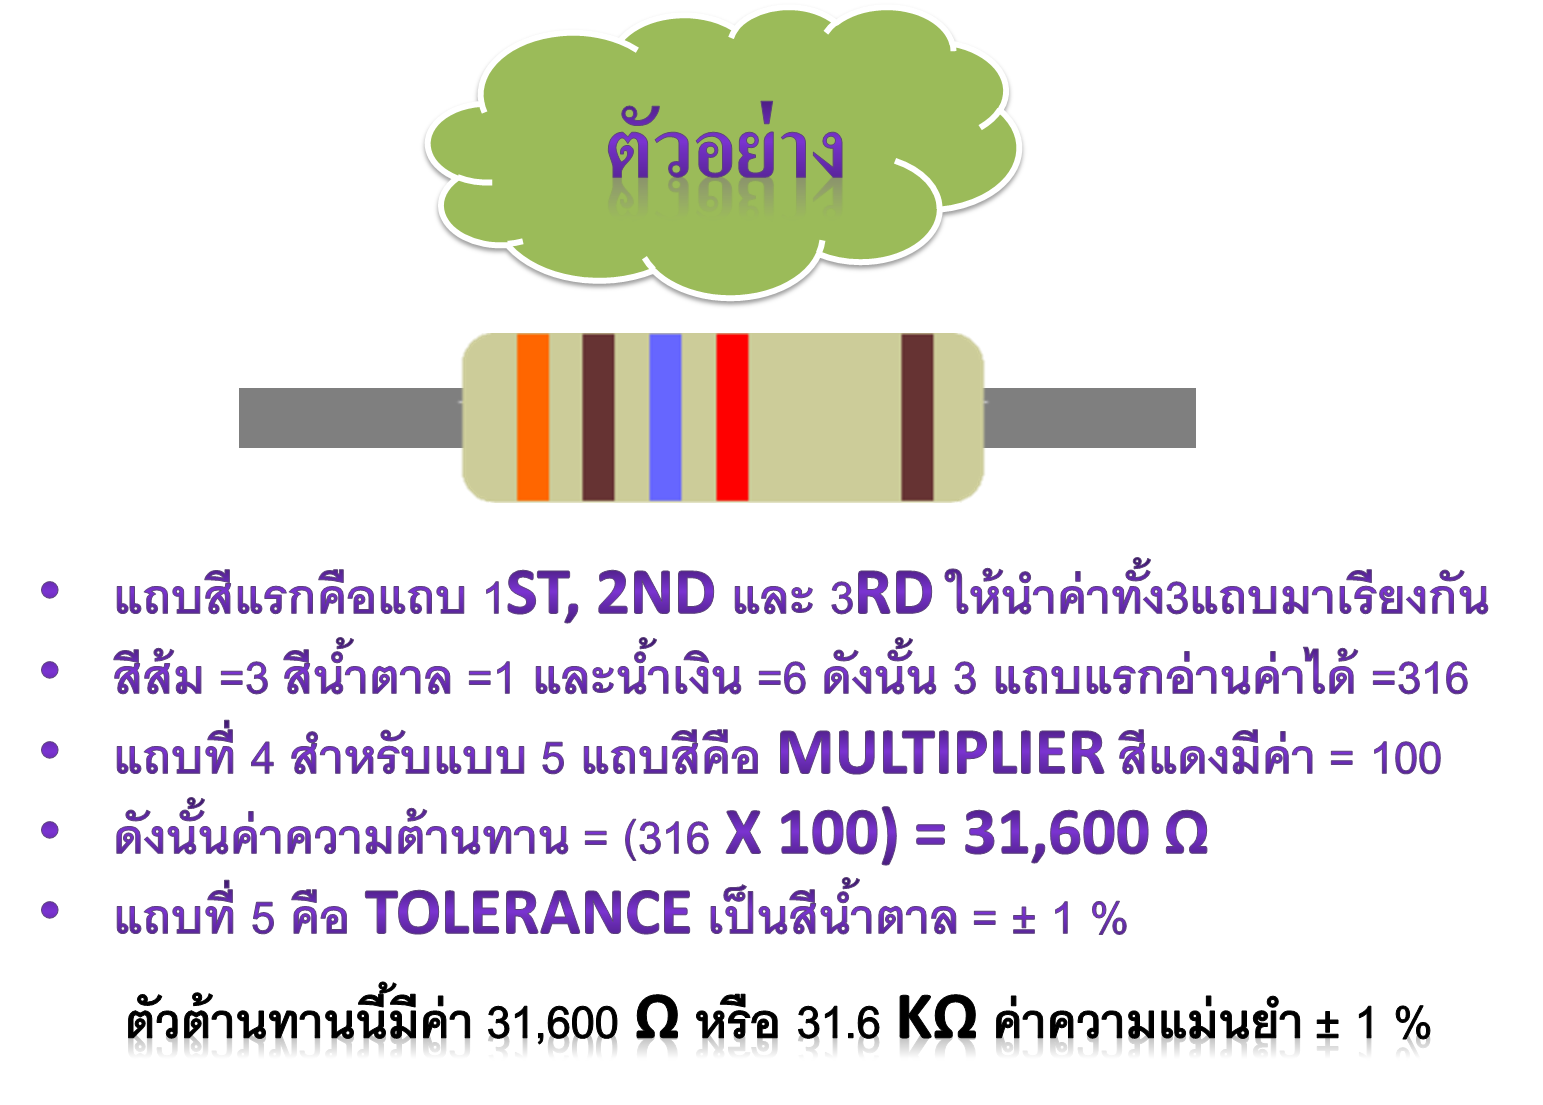 ตัวอย่าง
• แถบสีแรกคือแถบ 1ST, 2ND และ 3RD ให้นำค่าทั้ง3แถบมาเรียงกัน
• สีส้ม =3 สีน้ำตาล =1 และน้ำเงิน =6 ดังนั้น 3 แถบแรกอ่านค่าได้ =316
• แถบที่ 4 สำหรับแบบ 5 แถบสีคือ MULTIPLIER สีแดงมีค่า = 100
• ดังนั้นค่าความต้านทาน = (316 X 100) = 31,600 Ω
• แถบที่ 5 คือ TOLERANCE เป็นสีน้ำตาล = ± 1 %
ตัวต้านทานนี้มีค่า 31,600 Ω หรือ 31.6 KΩ ค่าความแม่นยำ ± 1 %